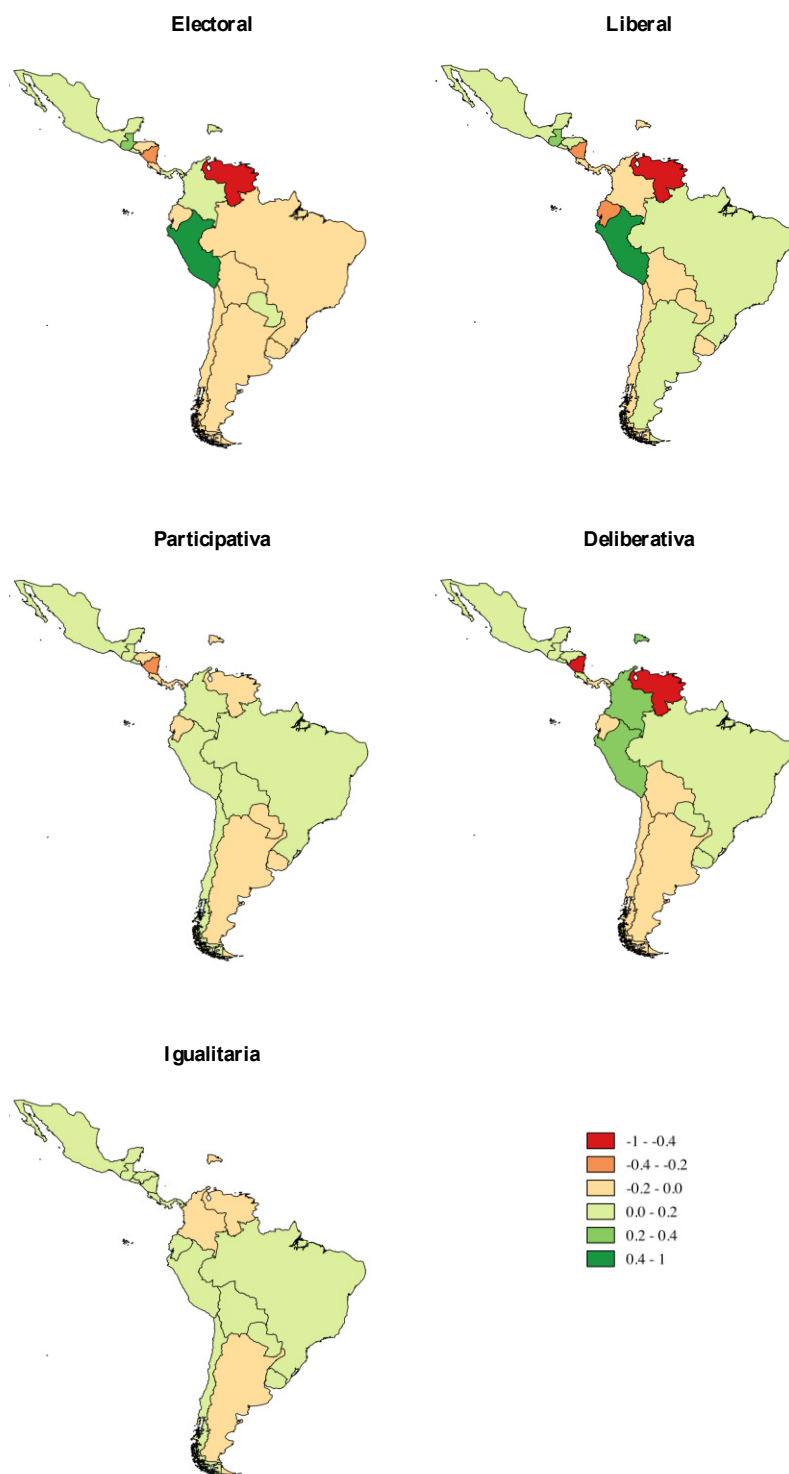 Electoral
Liberal
Participativa
Deliberativa
Igualitaria
-1 - -0.4
-0.4 - -0.2
-0.2 - 0.0
0.0 - 0.2
0.2 - 0.4
0.4 - 1